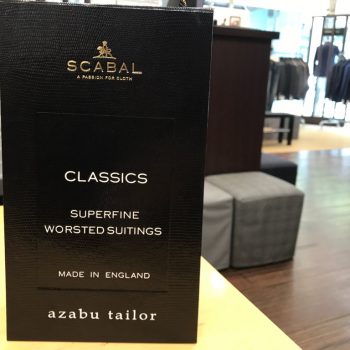 SCABAL
A PASSION FOR CLOTH
CLASSICS
SUPERFINE
WORSTED SUITINGS
MADE IN ENGLAND
azabu tailor